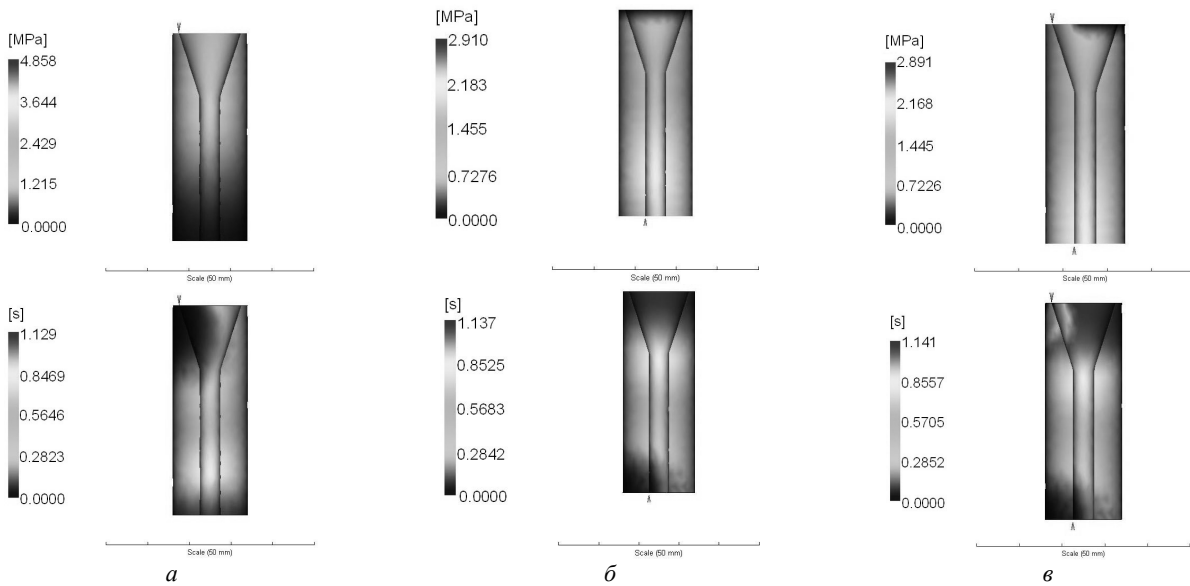 [MPa]
4.858
3.644
2.429
1.215
0.0000
Scale (50 mm)
[MPa]
2.910
2.183
1.455
0.7276
0.0000
Scale (50 mm)
[MPa]
2.891
2.168
1.445
0.7226
0.0000
Scale (50 mm)
[s]
1.129
0.8469
0.5646
0.2823
0.0000
Scale (50 mm)
[s]
1.137
0.8525
0.5683
0.2842
0.0000
Scale (50 mm)
[s]
1.141
0.8557
0.5705
0.2852
0.0000
Scale (50 mm)
а
б
в